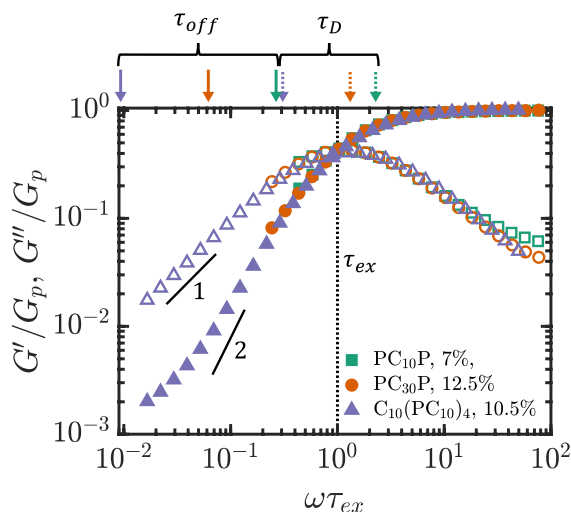 τ_off τ_D
10^0
10^-1
10^-2
10^-3
G'/G_p, G''/G_p
τ_ex
1
2
PC_10P, 7%,
PC_30P, 12.5%
C_10(PC_10)_4, 10.5%
10^-2 10^-1 10^0 10^1 10^2
ωτ_ex